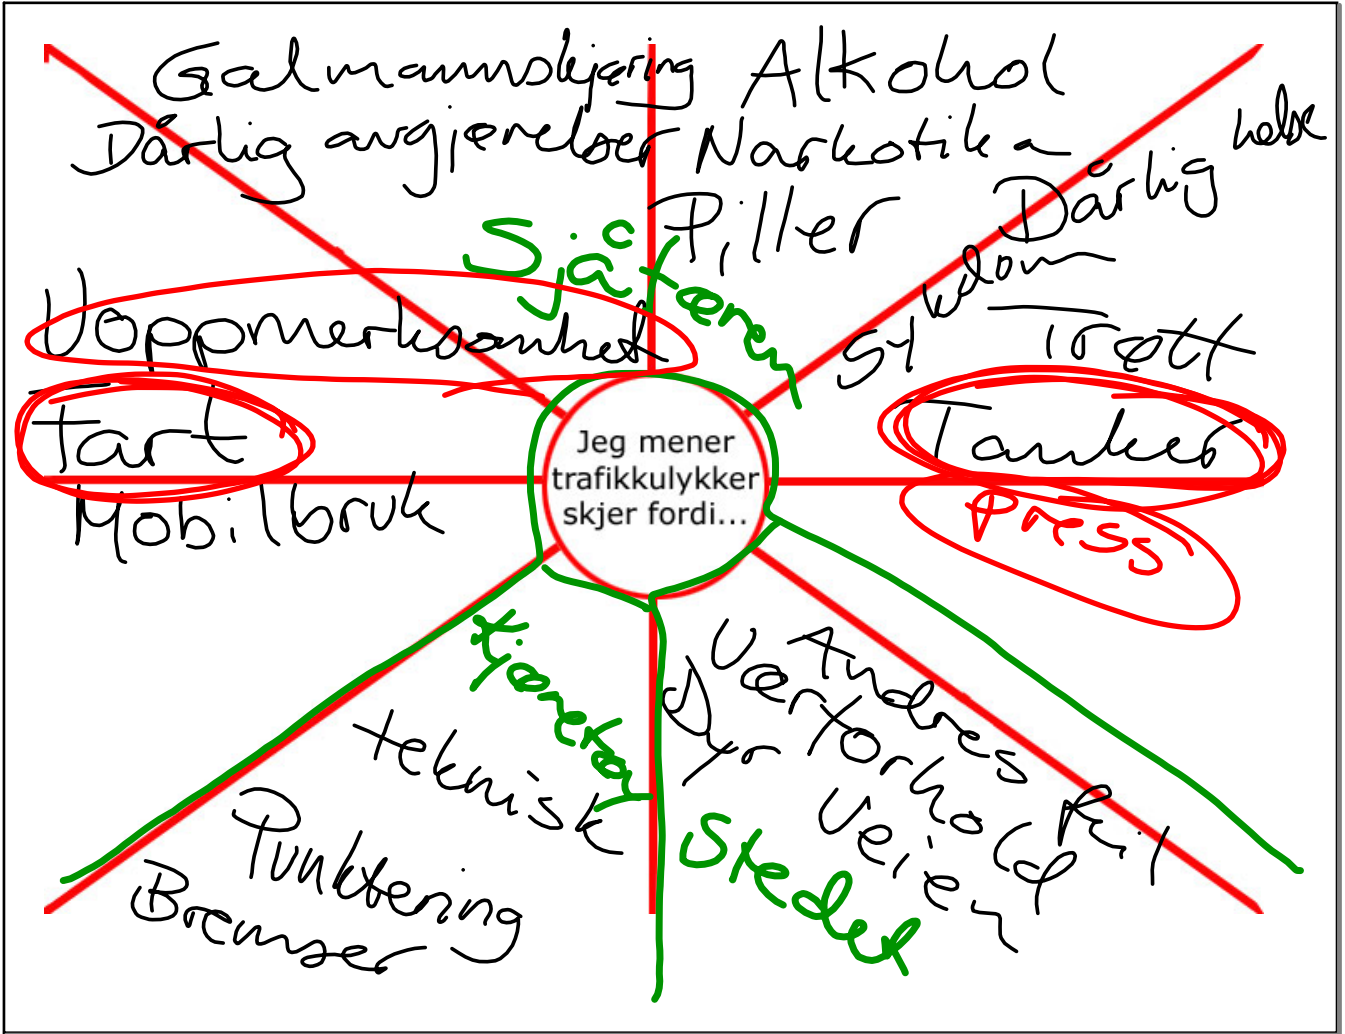 Galmannskjøring
Dårlig avgjørelser
Uoppmerksomhet
Fart
Mobilbruk
Alkohol
Narkotika
Piller
Sjåføren
Dårlig helse
Sykdom
Trøtt
Tanker
Press
Jeg mener
trafikkulykker
skjer fordi...
Kjøretøy
teknisk
Punktering
Bremser
Andres feil
Værforhold
Dyr
Veien
Stedet